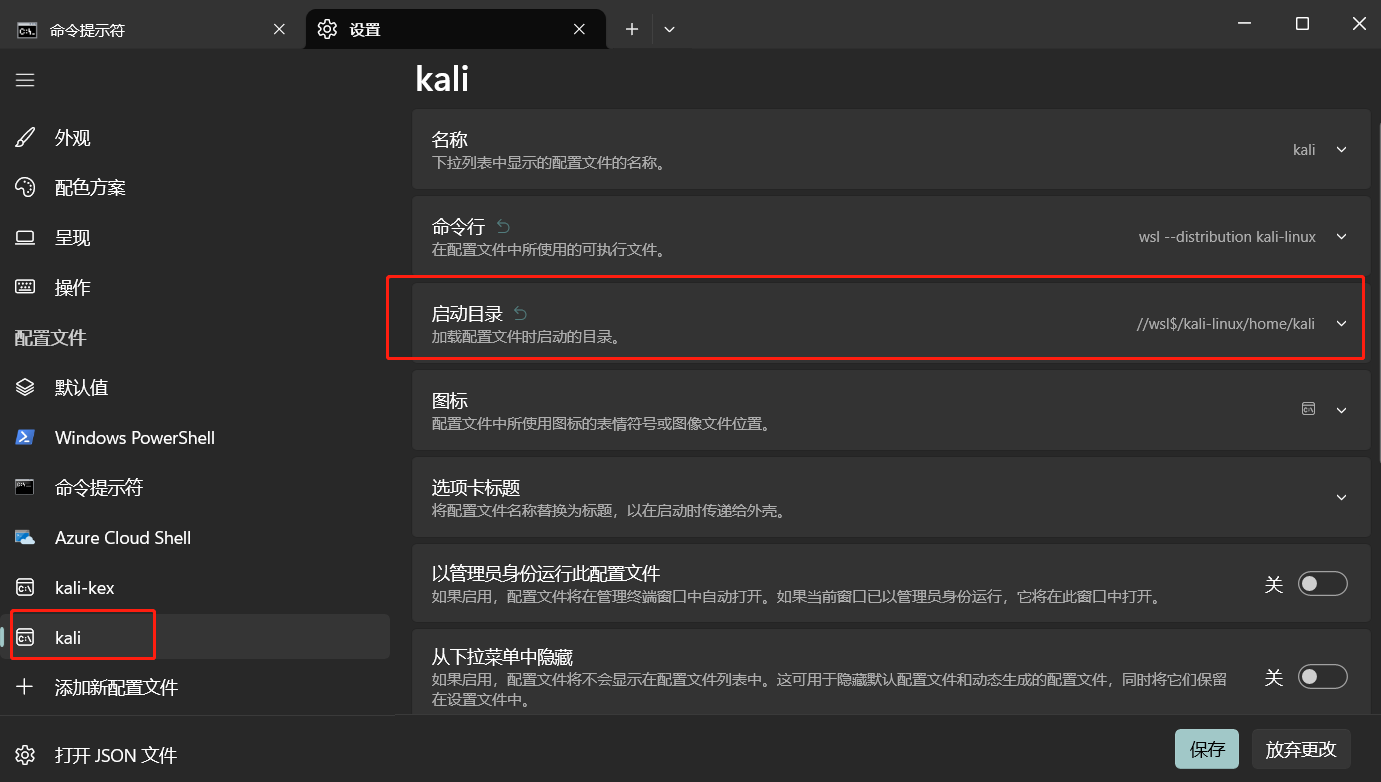 命令提示符
设置
外观
配色方案
呈现
操作
配置文件
默认值
Windows PowerShell
命令提示符
Azure Cloud Shell
kali-kex
kali
添加新配置文件
打开 JSON 文件
kali
名称
下拉列表中显示的配置文件的名称。
kali
命令行
在配置文件中所使用的可执行文件。
wsl --distribution kali-linux
启动目录
加载配置文件时启动的目录。
//wsl$/kali-linux/home/kali
图标
配置文件中所使用图标的表情符号或图像文件位置。
选项卡标题
将配置文件名称替换为标题，以在启动时传递给外壳。
以管理员身份运行此配置文件
如果启用，配置文件将在管理终端窗口中自动打开。如果当前窗口已以管理员身份运行，它将在此窗口中打开。
关
从下拉菜单中隐藏
如果启用，配置文件将不会显示在配置文件列表中。这可用于隐藏默认配置文件和动态生成的配置文件，同时将它们保留
在设置文件中。
关
保存
放弃更改